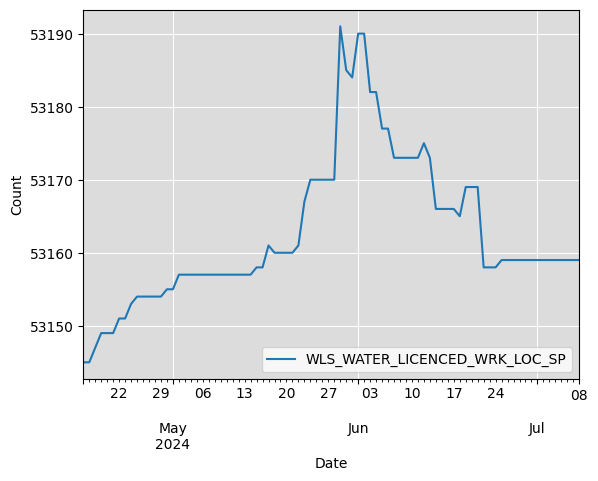 53190
53180
53170
53160
53150
Count
WLS_WATER_LICENCED_WRK_LOC_SP
22 29 06 13 20 27 03 10 17 24 08
May Jun Jul
2024
Date